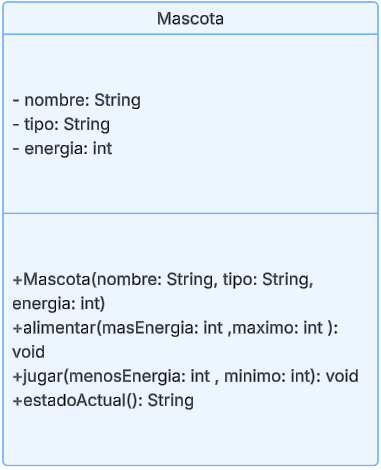 Mascota
- nombre: String
- tipo: String
- energia: int
+Mascota(nombre: String, tipo: String,
energia: int)
+alimentar(masEnergia: int ,maximo: int ):
void
+jugar(menosEnergia: int , minimo: int): void
+estadoActual(): String